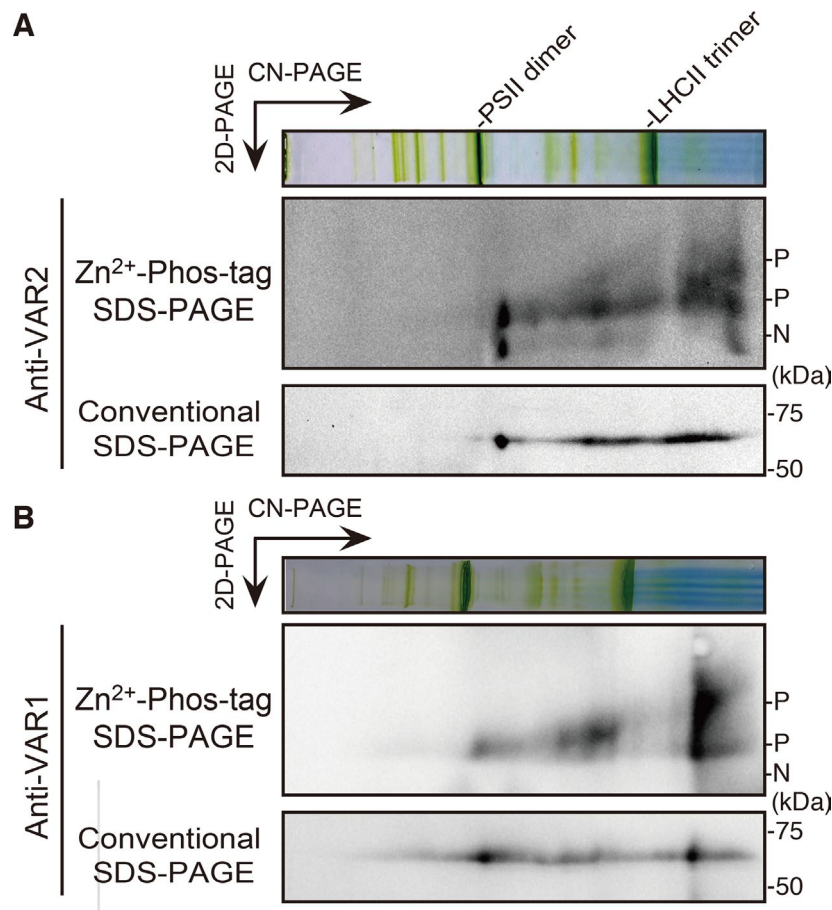 A
CN-PAGE
2D-PAGE
-PSII dimer
-LHCII trimer
Anti-VAR2
Zn2+-Phos-tag
SDS-PAGE
-P
-P
-N
(kDa)
Conventional
SDS-PAGE
-75
-50
B
CN-PAGE
2D-PAGE
Anti-VAR1
Zn2+-Phos-tag
SDS-PAGE
-P
-P
-N
(kDa)
Conventional
SDS-PAGE
-75
-50